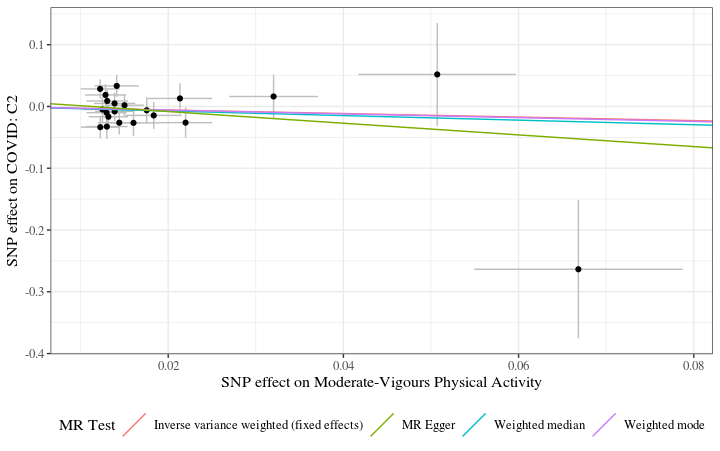 0.1
0.0
-0.1
-0.2
-0.3
-0.4
SNP effect on COVID: C2
0.02 0.04 0.06 0.08
SNP effect on Moderate-Vigours Physical Activity
MR Test Inverse variance weighted (fixed effects) MR Egger Weighted median Weighted mode